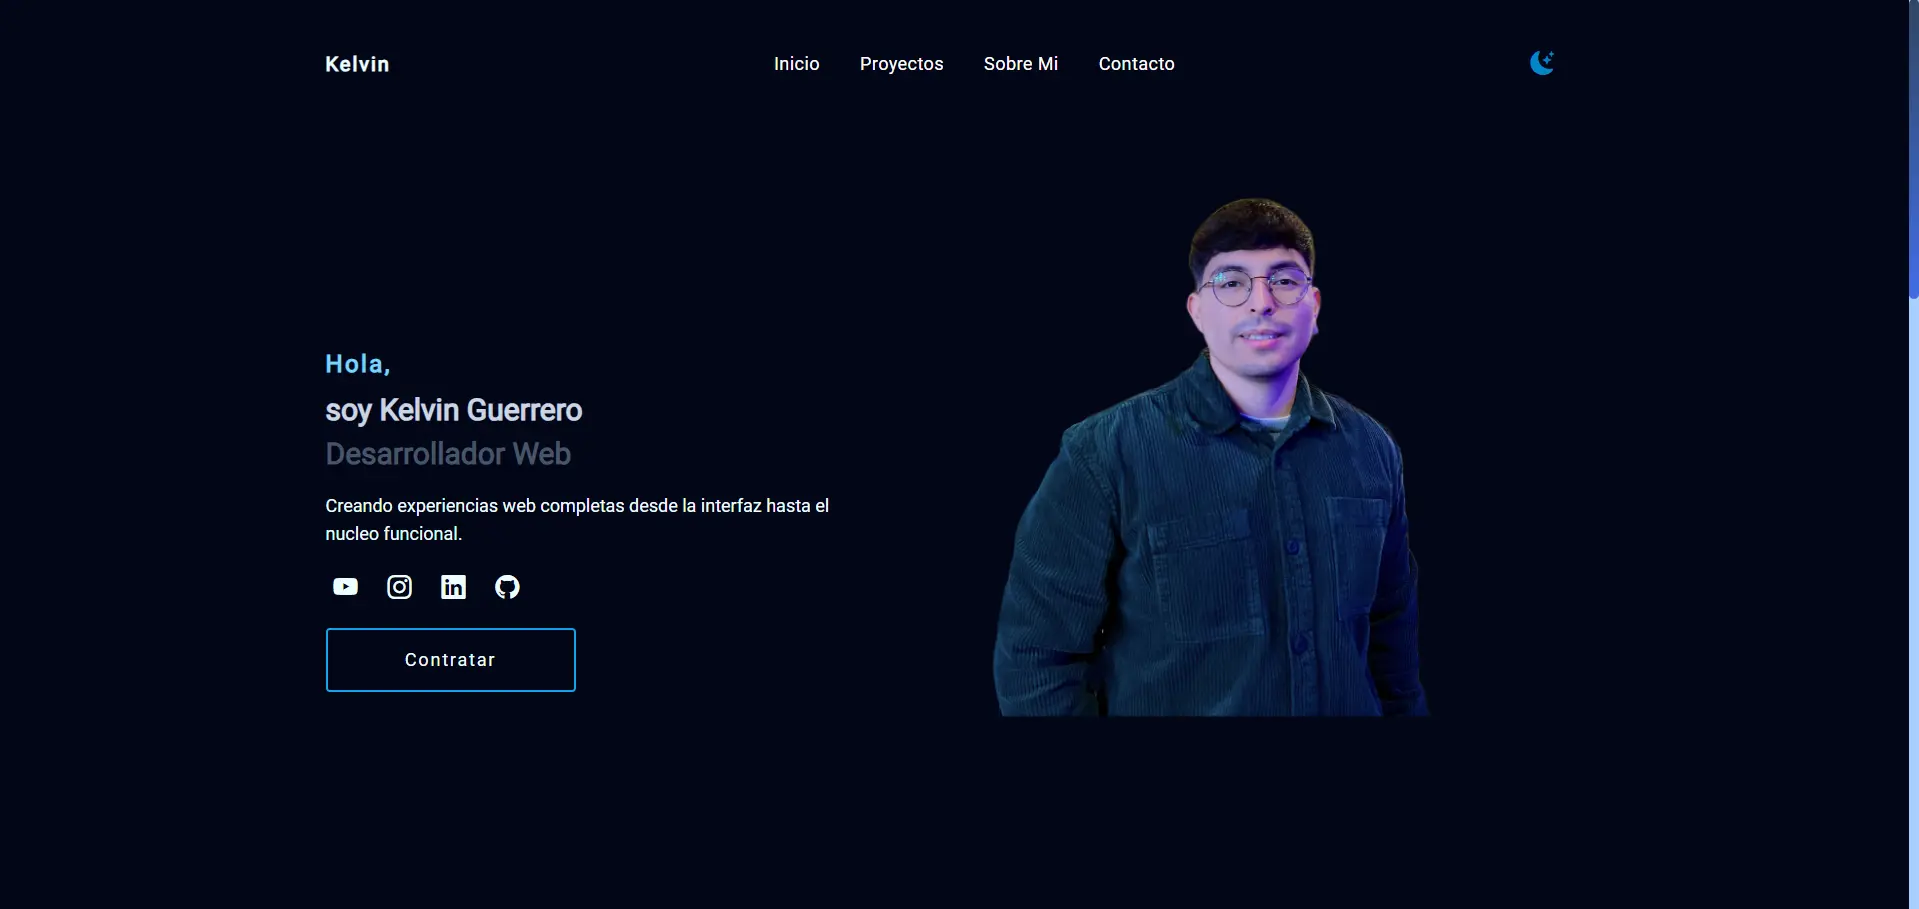 Kelvin
Inicio
Proyectos
Sobre Mi
Contacto
Hola,
soy Kelvin Guerrero
Desarrollador Web
Creando experiencias web completas desde la interfaz hasta el
nucleo funcional.
in
Contratar